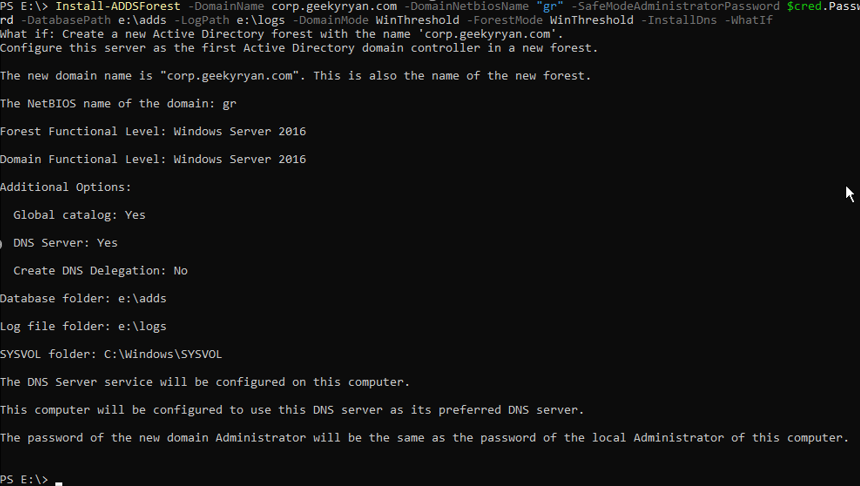 PS E:\> Install-ADDSForest -DomainName corp.geekyryan.com -DomainNetbiosName "gr" -SafeModeAdministratorPassword $cred.Passw
rd -DatabasePath e:\adds -LogPath e:\logs -DomainMode WinThreshold -ForestMode WinThreshold -InstallDns -WhatIf
What if: Create a new Active Directory forest with the name 'corp.geekyryan.com'.
Configure this server as the first Active Directory domain controller in a new forest.
The new domain name is "corp.geekyryan.com". This is also the name of the new forest.
The NetBIOS name of the domain: gr
Forest Functional Level: Windows Server 2016
Domain Functional Level: Windows Server 2016
Additional Options:
Global catalog: Yes
DNS Server: Yes
Create DNS Delegation: No
Database folder: e:\adds
Log file folder: e:\logs
SYSVOL folder: C:\Windows\SYSVOL
The DNS Server service will be configured on this computer.
This computer will be configured to use this DNS server as its preferred DNS server.
The password of the new domain Administrator will be the same as the password of the local Administrator of this computer.
PS E:\>